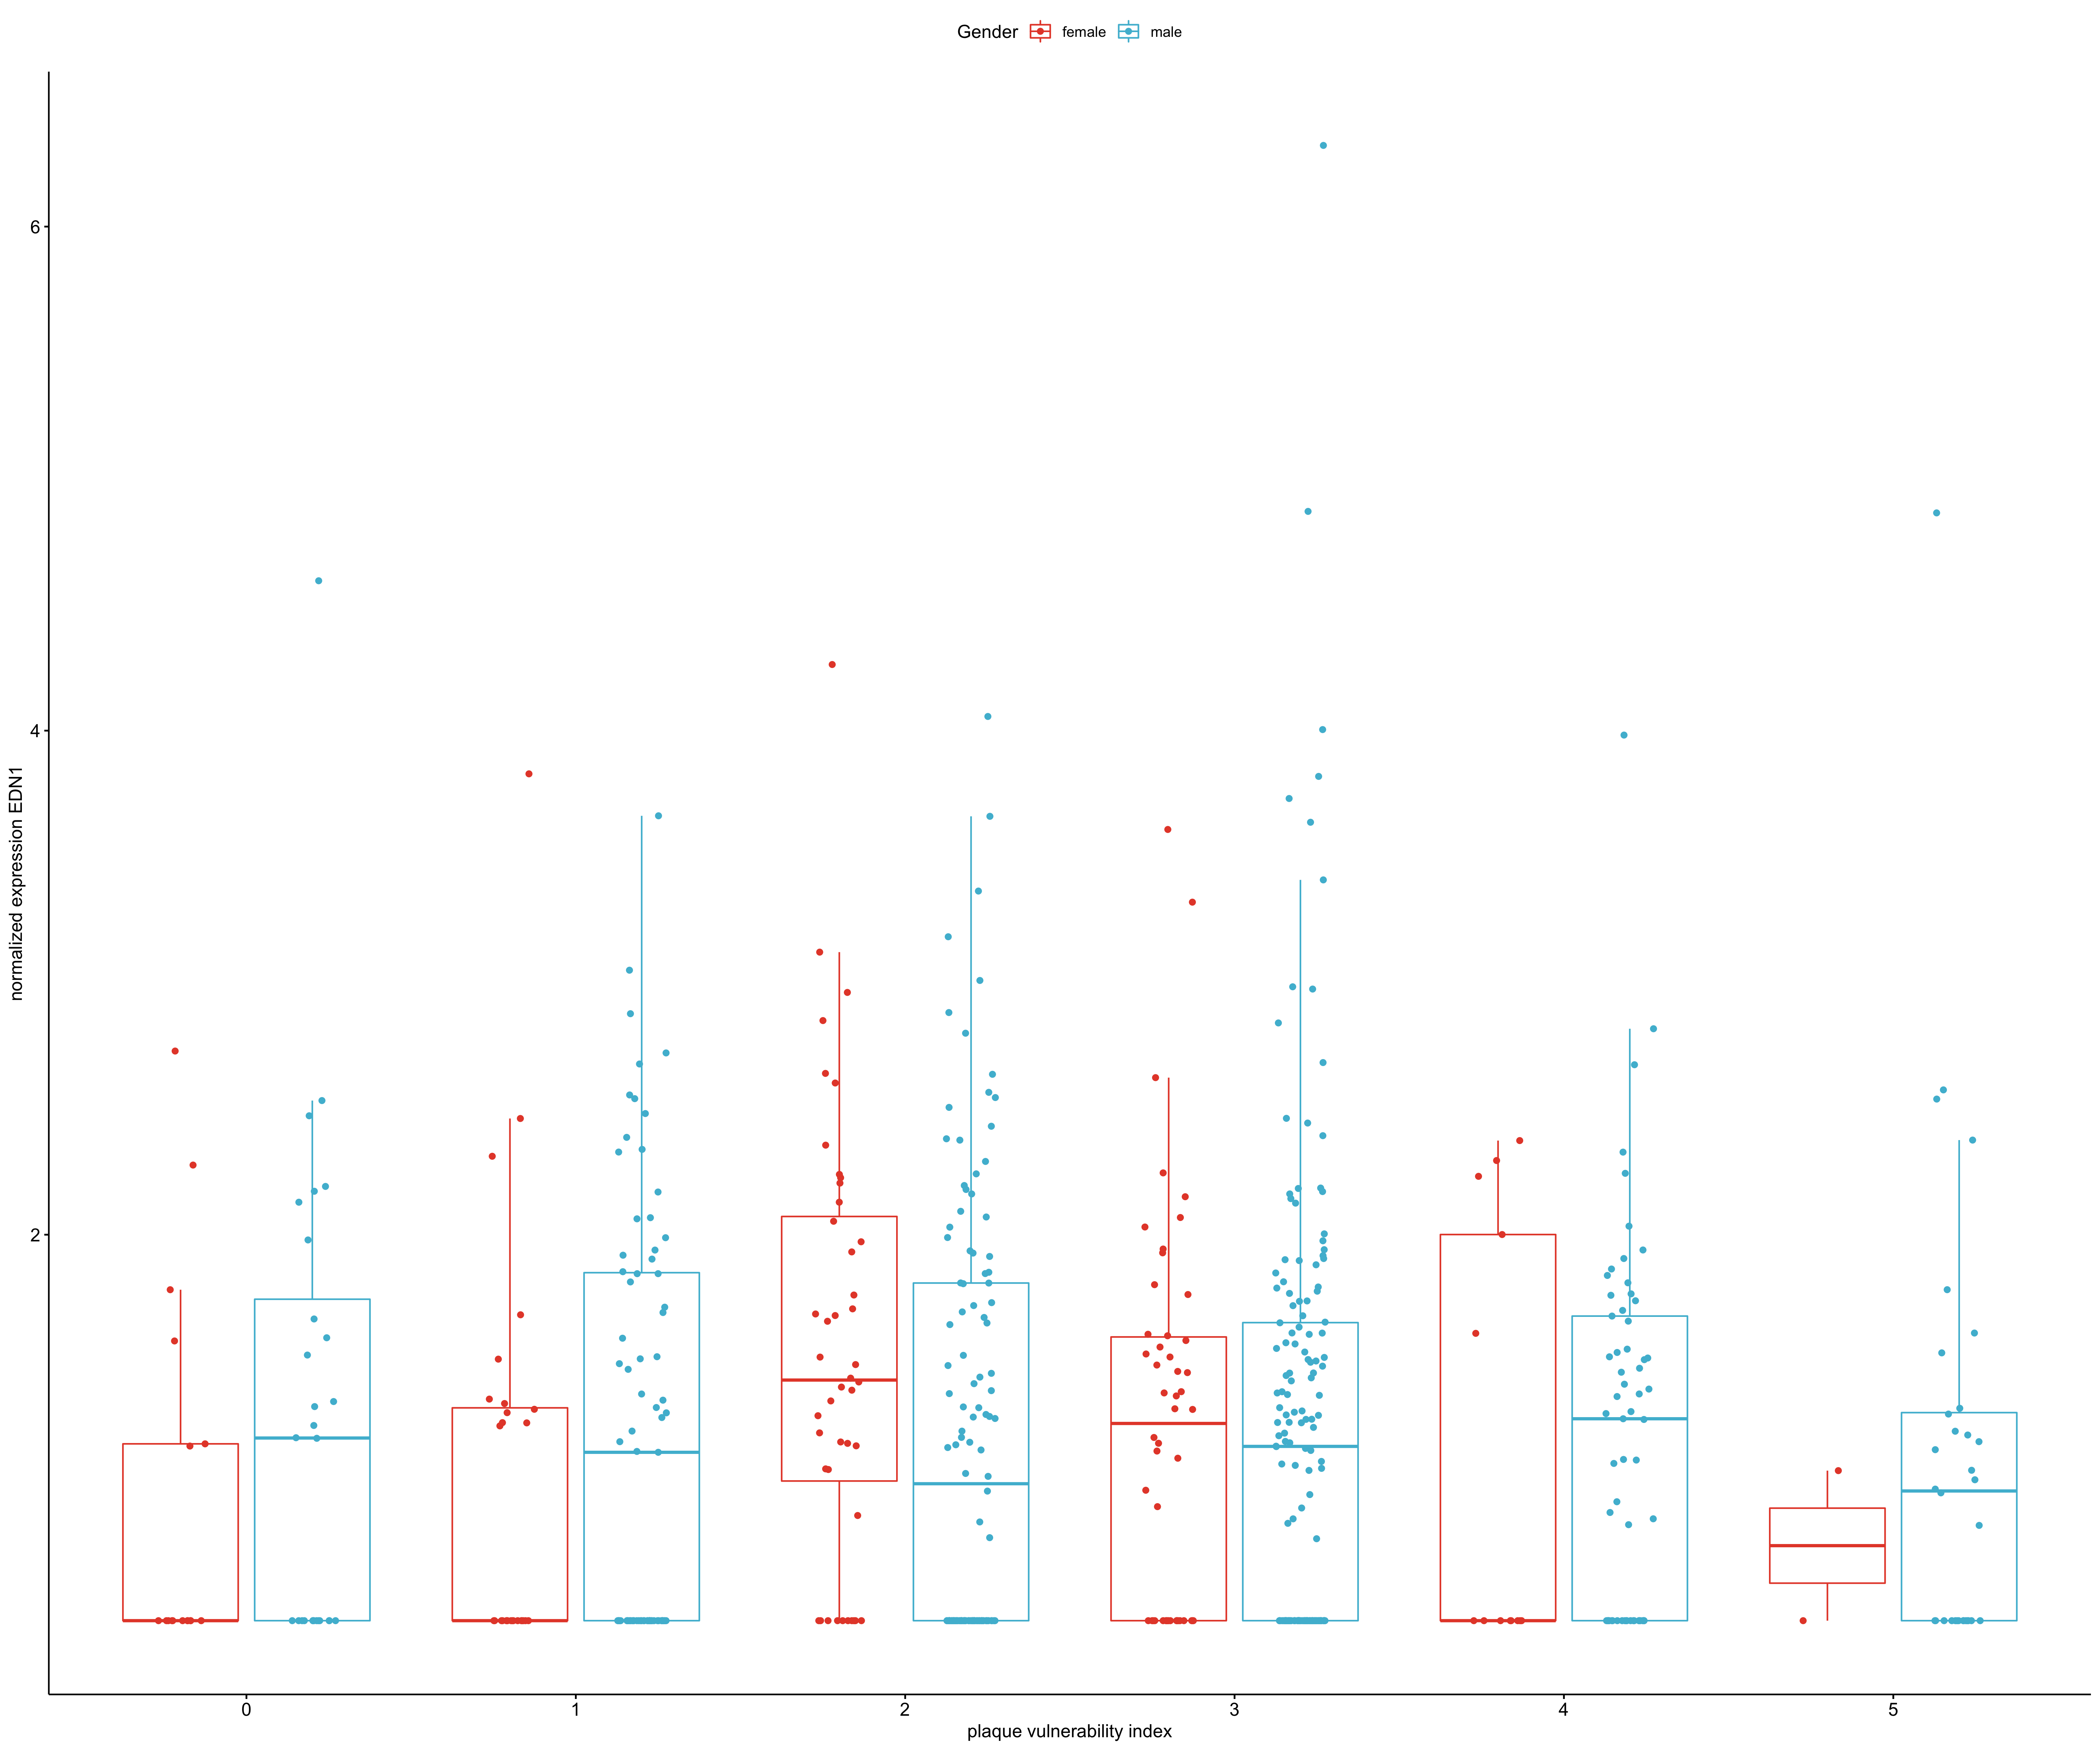 Gender female male
6
4
2
normalized expression EDN1
0 1 2 3 4 5
plaque vulnerability index